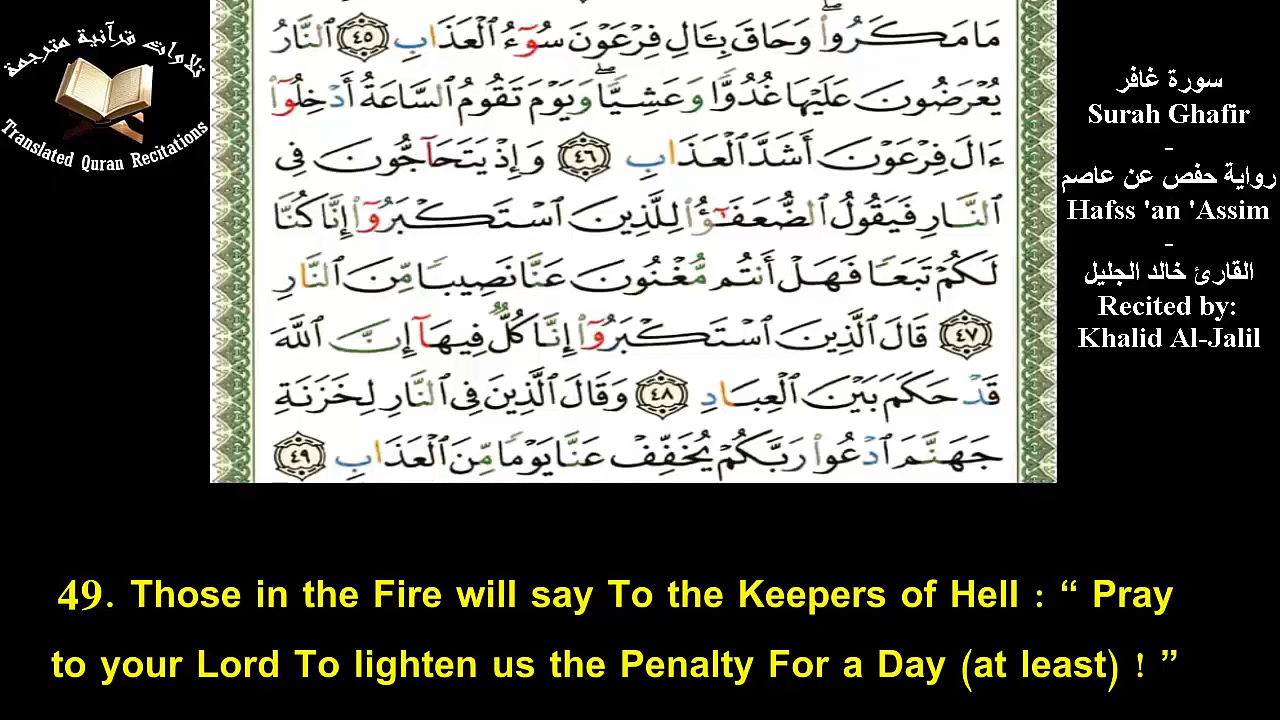 تلاوات قرآنية مترجمة
Translated Quran Recitations
مَا مَكَرُوا۟ ۖ وَحَاقَ بِـَٔالِ فِرْعَوْنَ سُوٓءُ ٱلْعَذَابِ ٤٥ ٱلنَّارُ
يُعْرَضُونَ عَلَيْهَا غُدُوًّا وَعَشِيًّا ۖ وَيَوْمَ تَقُومُ ٱلسَّاعَةُ أَدْخِلُوٓا۟
ءَالَ فِرْعَوْنَ أَشَدَّ ٱلْعَذَابِ ٤٦ وَإِذْ يَتَحَآجُّونَ فِى
ٱلنَّارِ فَيَقُولُ ٱلضُّعَفَـٰٓؤُا۟ لِلَّذِينَ ٱسْتَكْبَرُوٓا۟ إِنَّا كُنَّا
لَكُمْ تَبَعًا فَهَلْ أَنتُم مُّغْنُونَ عَنَّا نَصِيبًا مِّنَ ٱلنَّارِ
٤٧ قَالَ ٱلَّذِينَ ٱسْتَكْبَرُوٓا۟ إِنَّا كُلٌّ فِيهَآ إِنَّ ٱللَّهَ
قَدْ حَكَمَ بَيْنَ ٱلْعِبَادِ ٤٨ وَقَالَ ٱلَّذِينَ فِى ٱلنَّارِ لِخَزَنَةِ
جَهَنَّمَ ٱدْعُوا۟ رَبَّكُمْ يُخَفِّفْ عَنَّا يَوْمًا مِّنَ ٱلْعَذَابِ ٤٩
سورة غافر
Surah Ghafir
-
رواية حفص عن عاصم
Hafss 'an 'Assim
-
القارئ خالد الجليل
Recited by:
Khalid Al-Jalil
49. Those in the Fire will say To the Keepers of Hell : “ Pray
to your Lord To lighten us the Penalty For a Day (at least) ! ”